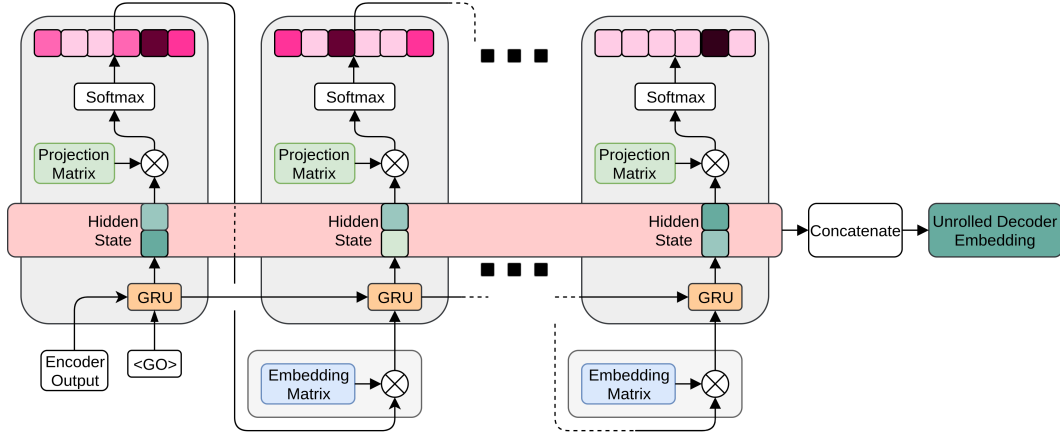 Softmax
Projection
Matrix
Hidden
State
GRU
Encoder
Output
<GO>
Softmax
Projection
Matrix
Hidden
State
GRU
Embedding
Matrix
Softmax
Projection
Matrix
Hidden
State
GRU
Embedding
Matrix
Concatenate
Unrolled Decoder
Embedding